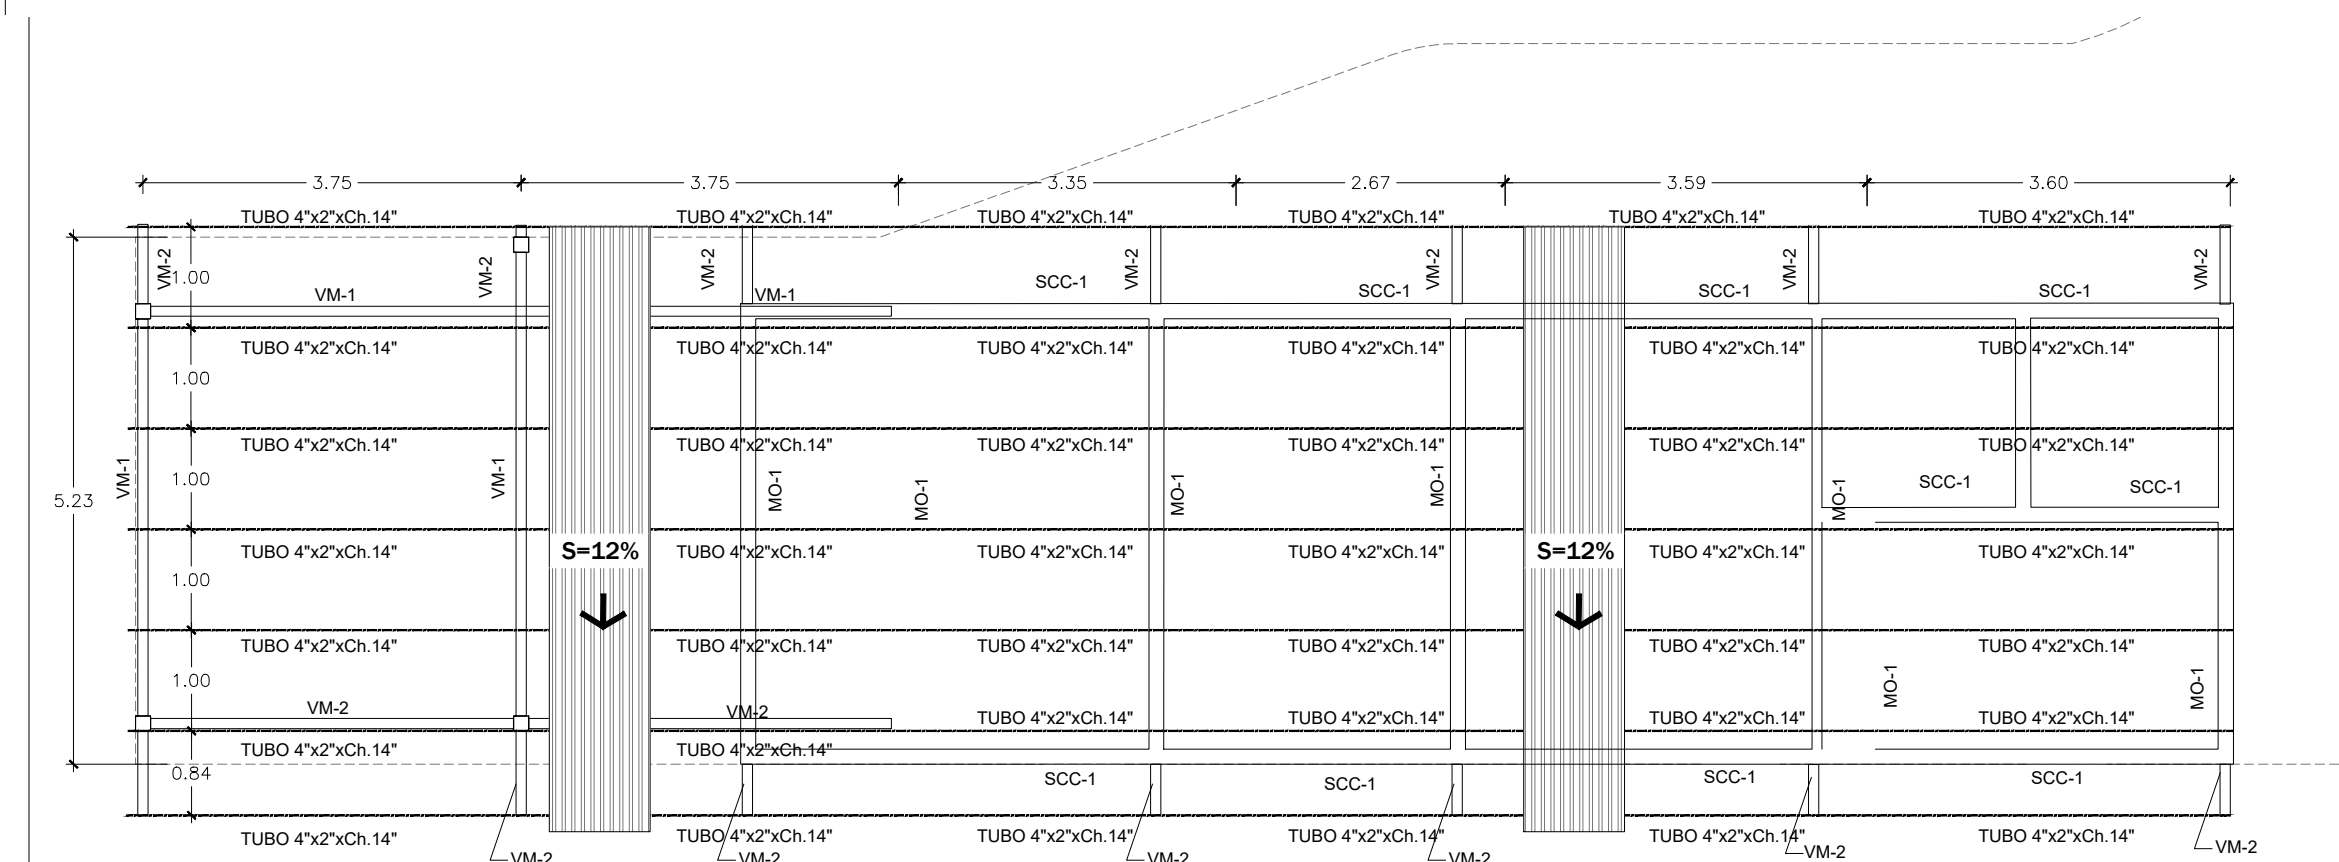 3.75 3.75 3.35 2.67 3.59 3.60
TUBO 4"x2"xCh.14" TUBO 4"x2"xCh.14" TUBO 4"x2"xCh.14" TUBO 4"x2"xCh.14" TUBO 4"x2"xCh.14" TUBO 4"x2"xCh.14"
VM-2 1.00 VM-2 VM-2 SCC-1 VM-2 SCC-1 VM-2 SCC-1 VM-2 SCC-1 VM-2
VM-1 VM-1
TUBO 4"x2"xCh.14" TUBO 4"x2"xCh.14" TUBO 4"x2"xCh.14" TUBO 4"x2"xCh.14" TUBO 4"x2"xCh.14" TUBO 4"x2"xCh.14"
1.00
TUBO 4"x2"xCh.14" TUBO 4"x2"xCh.14" TUBO 4"x2"xCh.14" TUBO 4"x2"xCh.14" TUBO 4"x2"xCh.14" TUBO 4"x2"xCh.14"
5.23 VM-1 1.00 VM-1 MO-1 MO-1 MO-1 MO-1 MO-1 SCC-1 SCC-1
TUBO 4"x2"xCh.14" S=12% TUBO 4"x2"xCh.14" TUBO 4"x2"xCh.14" TUBO 4"x2"xCh.14" S=12% TUBO 4"x2"xCh.14" TUBO 4"x2"xCh.14"
1.00
TUBO 4"x2"xCh.14" TUBO 4"x2"xCh.14" TUBO 4"x2"xCh.14" TUBO 4"x2"xCh.14" TUBO 4"x2"xCh.14" TUBO 4"x2"xCh.14"
1.00 MO-1 MO-1
VM-2 VM-2 TUBO 4"x2"xCh.14" TUBO 4"x2"xCh.14" TUBO 4"x2"xCh.14" TUBO 4"x2"xCh.14"
TUBO 4"x2"xCh.14" TUBO 4"x2"xCh.14"
0.84 SCC-1 SCC-1 SCC-1 SCC-1
TUBO 4"x2"xCh.14" TUBO 4"x2"xCh.14" TUBO 4"x2"xCh.14" TUBO 4"x2"xCh.14" TUBO 4"x2"xCh.14" TUBO 4"x2"xCh.14"
VM-2 VM-2 VM-2 VM-2 VM-2 VM-2